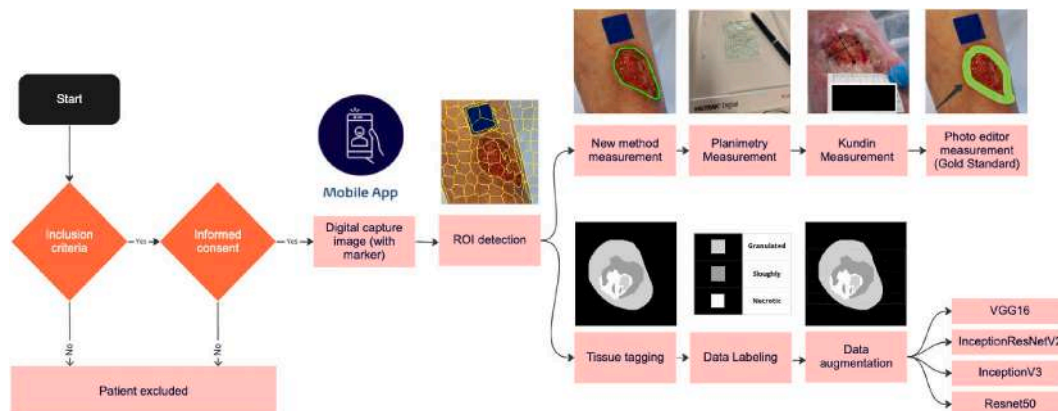 Start
Inclusion
criteria
Yes
Informed
consent
Yes
No
No
Patient excluded
Mobile App
Digital capture
image (with
marker)
ROI detection
New method
measurement
Planimetry
Measurement
Kundin
Measurement
Photo editor
measurement
(Gold Standard)
Granulated
Sloughly
Necrotic
Tissue tagging
Data Labeling
Data
augmentation
VGG16
InceptionResNetV2
InceptionV3
Resnet50